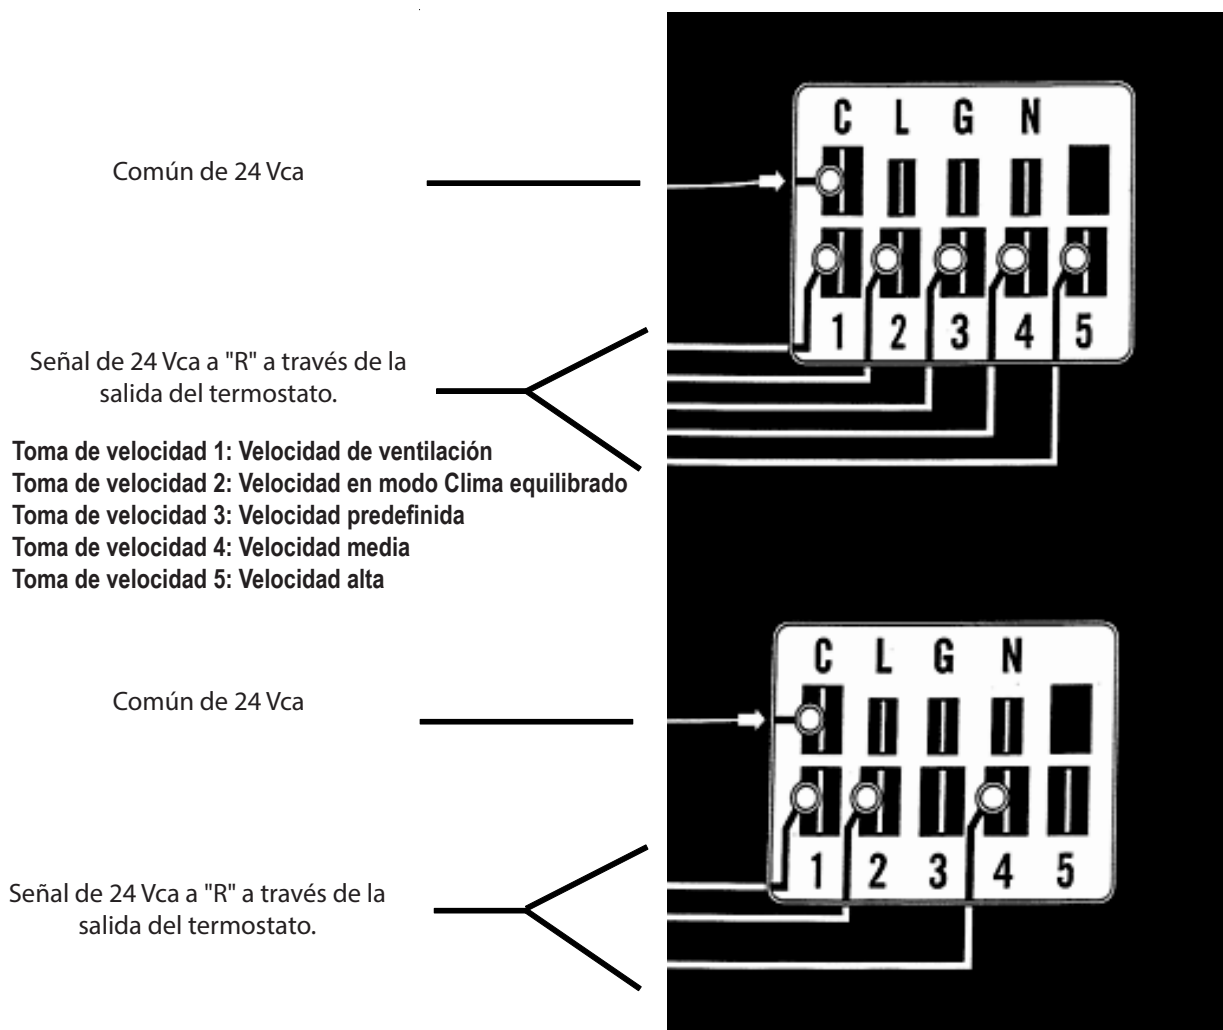 C L G N
Común de 24 Vca
1 2 3 4 5
Señal de 24 Vca a "R" a través de la
salida del termostato.
Toma de velocidad 1: Velocidad de ventilación
Toma de velocidad 2: Velocidad en modo Clima equilibrado
Toma de velocidad 3: Velocidad predefinida
Toma de velocidad 4: Velocidad media
Toma de velocidad 5: Velocidad alta
C L G N
Común de 24 Vca
1 2 3 4 5
Señal de 24 Vca a "R" a través de la
salida del termostato.